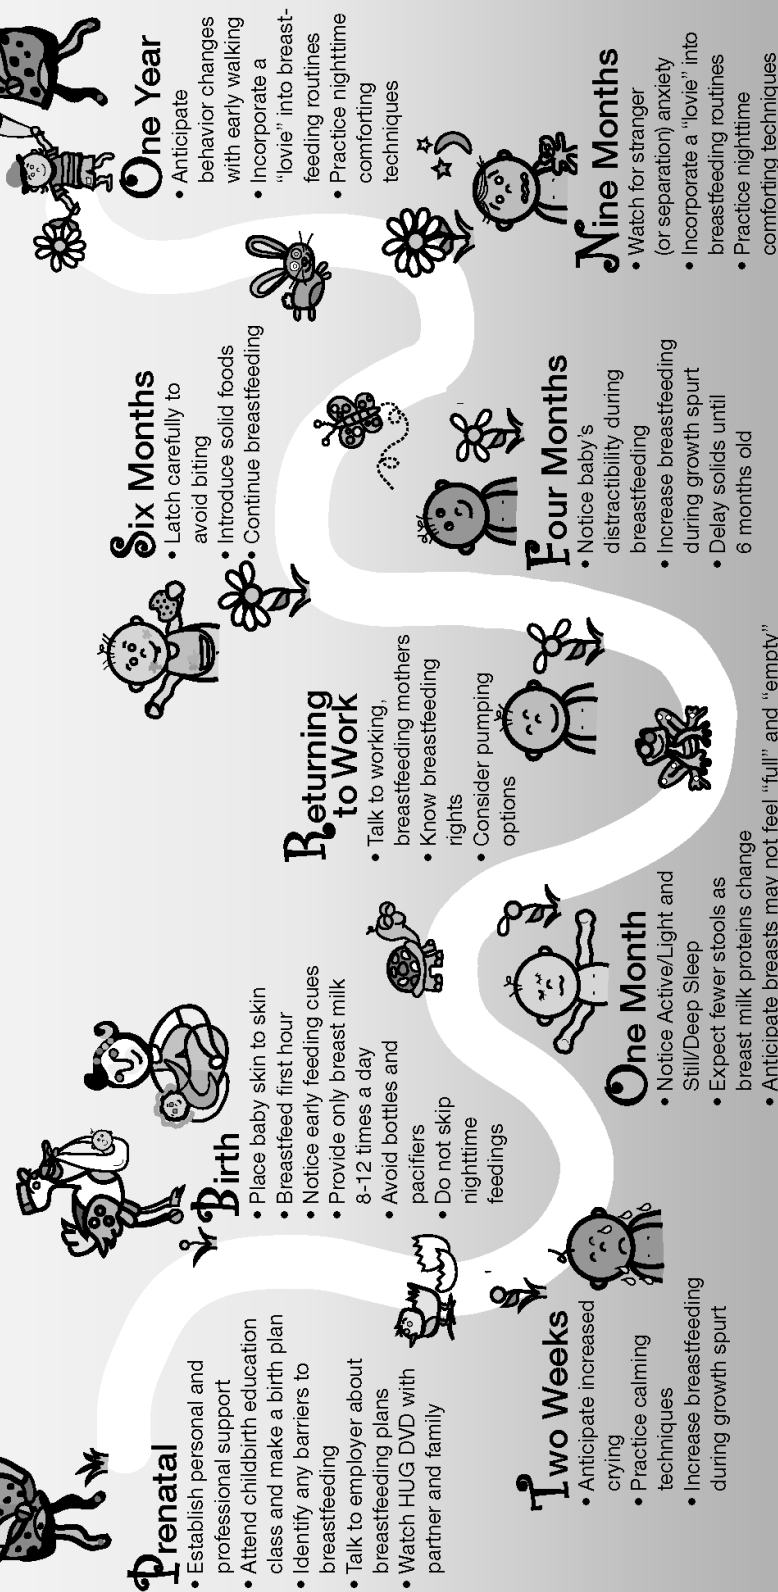 Prenatal
• Establish personal and
professional support
• Attend childbirth education
class and make a birth plan
• Identify any barriers to
breastfeeding
• Talk to employer about
breastfeeding plans
• Watch HUG DVD with
partner and family
Birth
• Place baby skin to skin
• Breastfeed first hour
• Notice early feeding cues
• Provide only breast milk
8-12 times a day
• Avoid bottles and
pacifiers
• Do not skip
nighttime
feedings
Two Weeks
• Anticipate increased
crying
• Practice calming
techniques
• Increase breastfeeding
during growth spurt
One Month
• Notice Active/Light and
Still/Deep Sleep
• Expect fewer stools as
breast milk proteins change
• Anticipate breasts may not feel “full” and “empty”
Returning
to Work
• Talk to working,
breastfeeding mothers
• Know breastfeeding
rights
• Consider pumping
options
Four Months
• Notice baby's
distractibility during
breastfeeding
• Increase breastfeeding
during growth spurt
• Delay solids until
6 months old
Six Months
• Latch carefully to
avoid biting
• Introduce solid foods
• Continue breastfeeding
Nine Months
• Watch for stranger
(or separation) anxiety
• Incorporate a “lovie” into
breastfeeding routines
• Practice nighttime
comforting techniques
One Year
• Anticipate
behavior changes
with early walking
• Incorporate a
“lovie” into breast-
feeding routines
• Practice nighttime
comforting
techniques